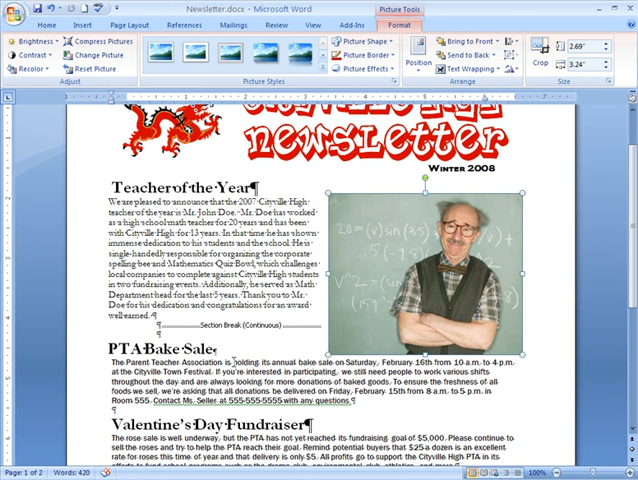 Newsletter.docx - Microsoft Word
Picture Tools
Home Insert Page Layout References Mailings Review View Add-Ins Format
Brightness Compress Pictures
Contrast Change Picture
Recolor Reset Picture
Picture Shape
Picture Border
Picture Effects
Position
Bring to Front
Send to Back
Text Wrapping
Crop
2.69"
3.24"
Adjust Picture Styles Arrange Size
newsletter
Winter 2008
Teacher of the Year¶
We are pleased to announce that the 2007 Cityville High
teacher of the year is Mr. John Doe. Mr. Doe has worked
as a high school math teacher for 20 years and has been
with Cityville High for 13 years. In that time he has shown
immense dedication to his students and the school. He is
single-handedly responsible for organizing the corporate
spelling bee and Mathematics Quiz Bowl, which challenges
local companies to complete against Cityville High students
in two fundraising events. Additionally, he served as Math
Department head for the last 5 years. Thank you to Mr.
Doe for his dedication and congratulations for an award
well earned.¶
Section Break (Continuous)
¶
PTA Bake Sale¶
The Parent Teacher Association is holding its annual bake sale on Saturday, February 16th from 10 a.m. to 4 p.m.
at the Cityville Town Festival. If you're interested in participating, we still need people to work various shifts
throughout the day and are always looking for more donations of baked goods. To ensure the freshness of all
foods we sell, we're asking that all donations be delivered on Friday, February 15th from 8 a.m. to 5 p.m. in
Room 555. Contact Ms. Seller at 555-555-5555 with any questions.¶
¶
Valentine's Day Fundraiser¶
The rose sale is well underway, but the PTA has not yet reached its fundraising goal of $5,000. Please continue to
sell the roses and try to help the PTA reach their goal. Remind potential buyers that $25 a dozen is an excellent
rate for roses this time of year and that delivery is only $5. All profits go to support the Cityville High PTA in its
Page: 1 of 2 Words: 420 100%